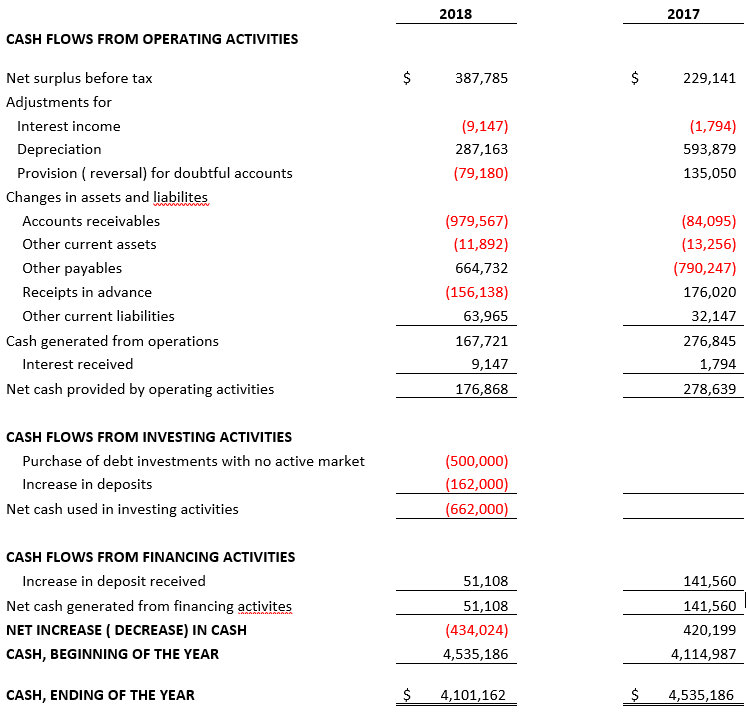 2018 2017
CASH FLOWS FROM OPERATING ACTIVITIES
Net surplus before tax $ 387,785 $ 229,141
Adjustments for
Interest income (9,147) (1,794)
Depreciation 287,163 593,879
Provision ( reversal) for doubtful accounts (79,180) 135,050
Changes in assets and liabilites
Accounts receivables (979,567) (84,095)
Other current assets (11,892) (13,256)
Other payables 664,732 (790,247)
Receipts in advance (156,138) 176,020
Other current liabilities 63,965 32,147
Cash generated from operations 167,721 276,845
Interest received 9,147 1,794
Net cash provided by operating activities 176,868 278,639
CASH FLOWS FROM INVESTING ACTIVITIES
Purchase of debt investments with no active market (500,000)
Increase in deposits (162,000)
Net cash used in investing activities (662,000)
CASH FLOWS FROM FINANCING ACTIVITIES
Increase in deposit received 51,108 141,560
Net cash generated from financing activites 51,108 141,560
NET INCREASE ( DECREASE) IN CASH (434,024) 420,199
CASH, BEGINNING OF THE YEAR 4,535,186 4,114,987
CASH, ENDING OF THE YEAR $ 4,101,162 $ 4,535,186